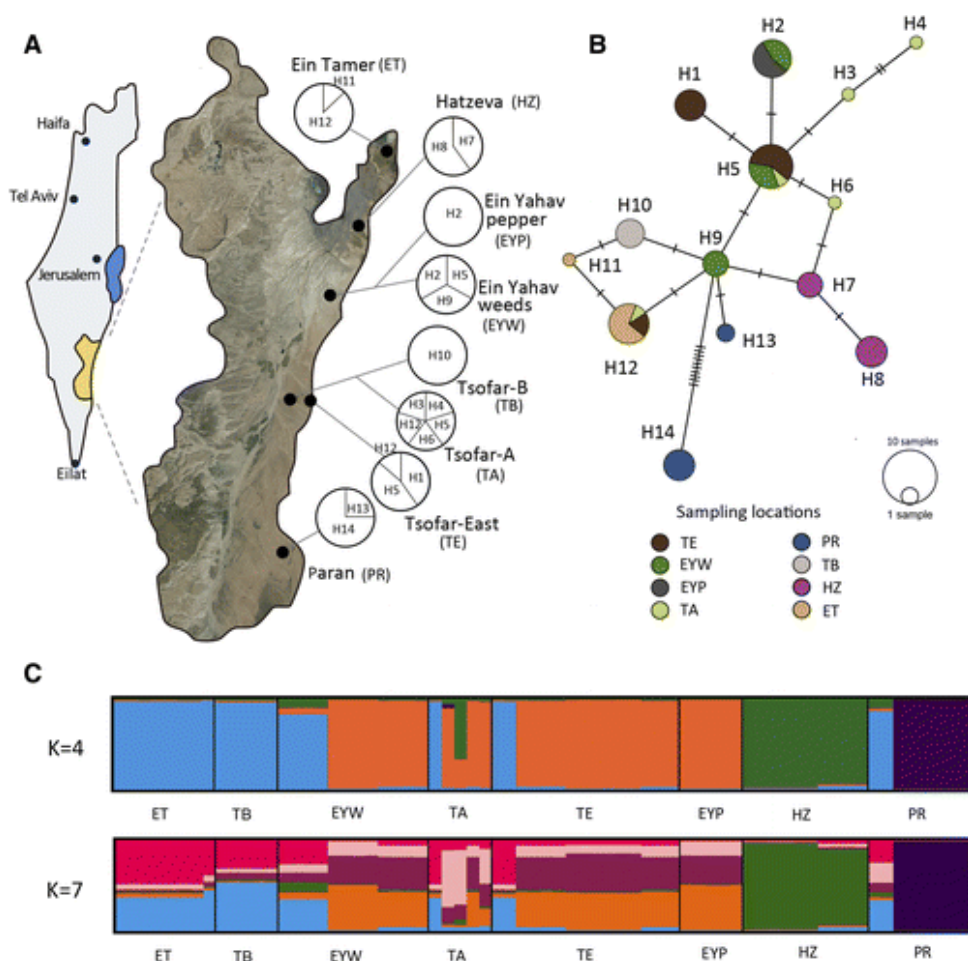 A
Haifa
Tel Aviv
Jerusalem
Eilat
Ein Tamer (ET)
H11
H12
Hatzeva (HZ)
H8 H7
Ein Yahav
pepper
(EYP)
H2
Ein Yahav
weeds
(EYW)
H2 H5
H9
H10
Tsofar-B
(TB)
H3 H4
H12 H5
H6
Tsofar-A
(TA)
H12
H1
H5
Tsofar-East
(TE)
H13
H14
Paran (PR)
B
H1
H2
H3
H4
H5
H6
H7
H8
H9
H10
H11
H12
H13
H14
10 samples
1 sample
Sampling locations
TE
EYW
EYP
TA
PR
TB
HZ
ET
C
K=4
ET TB EYW TA TE EYP HZ PR
K=7
ET TB EYW TA TE EYP HZ PR